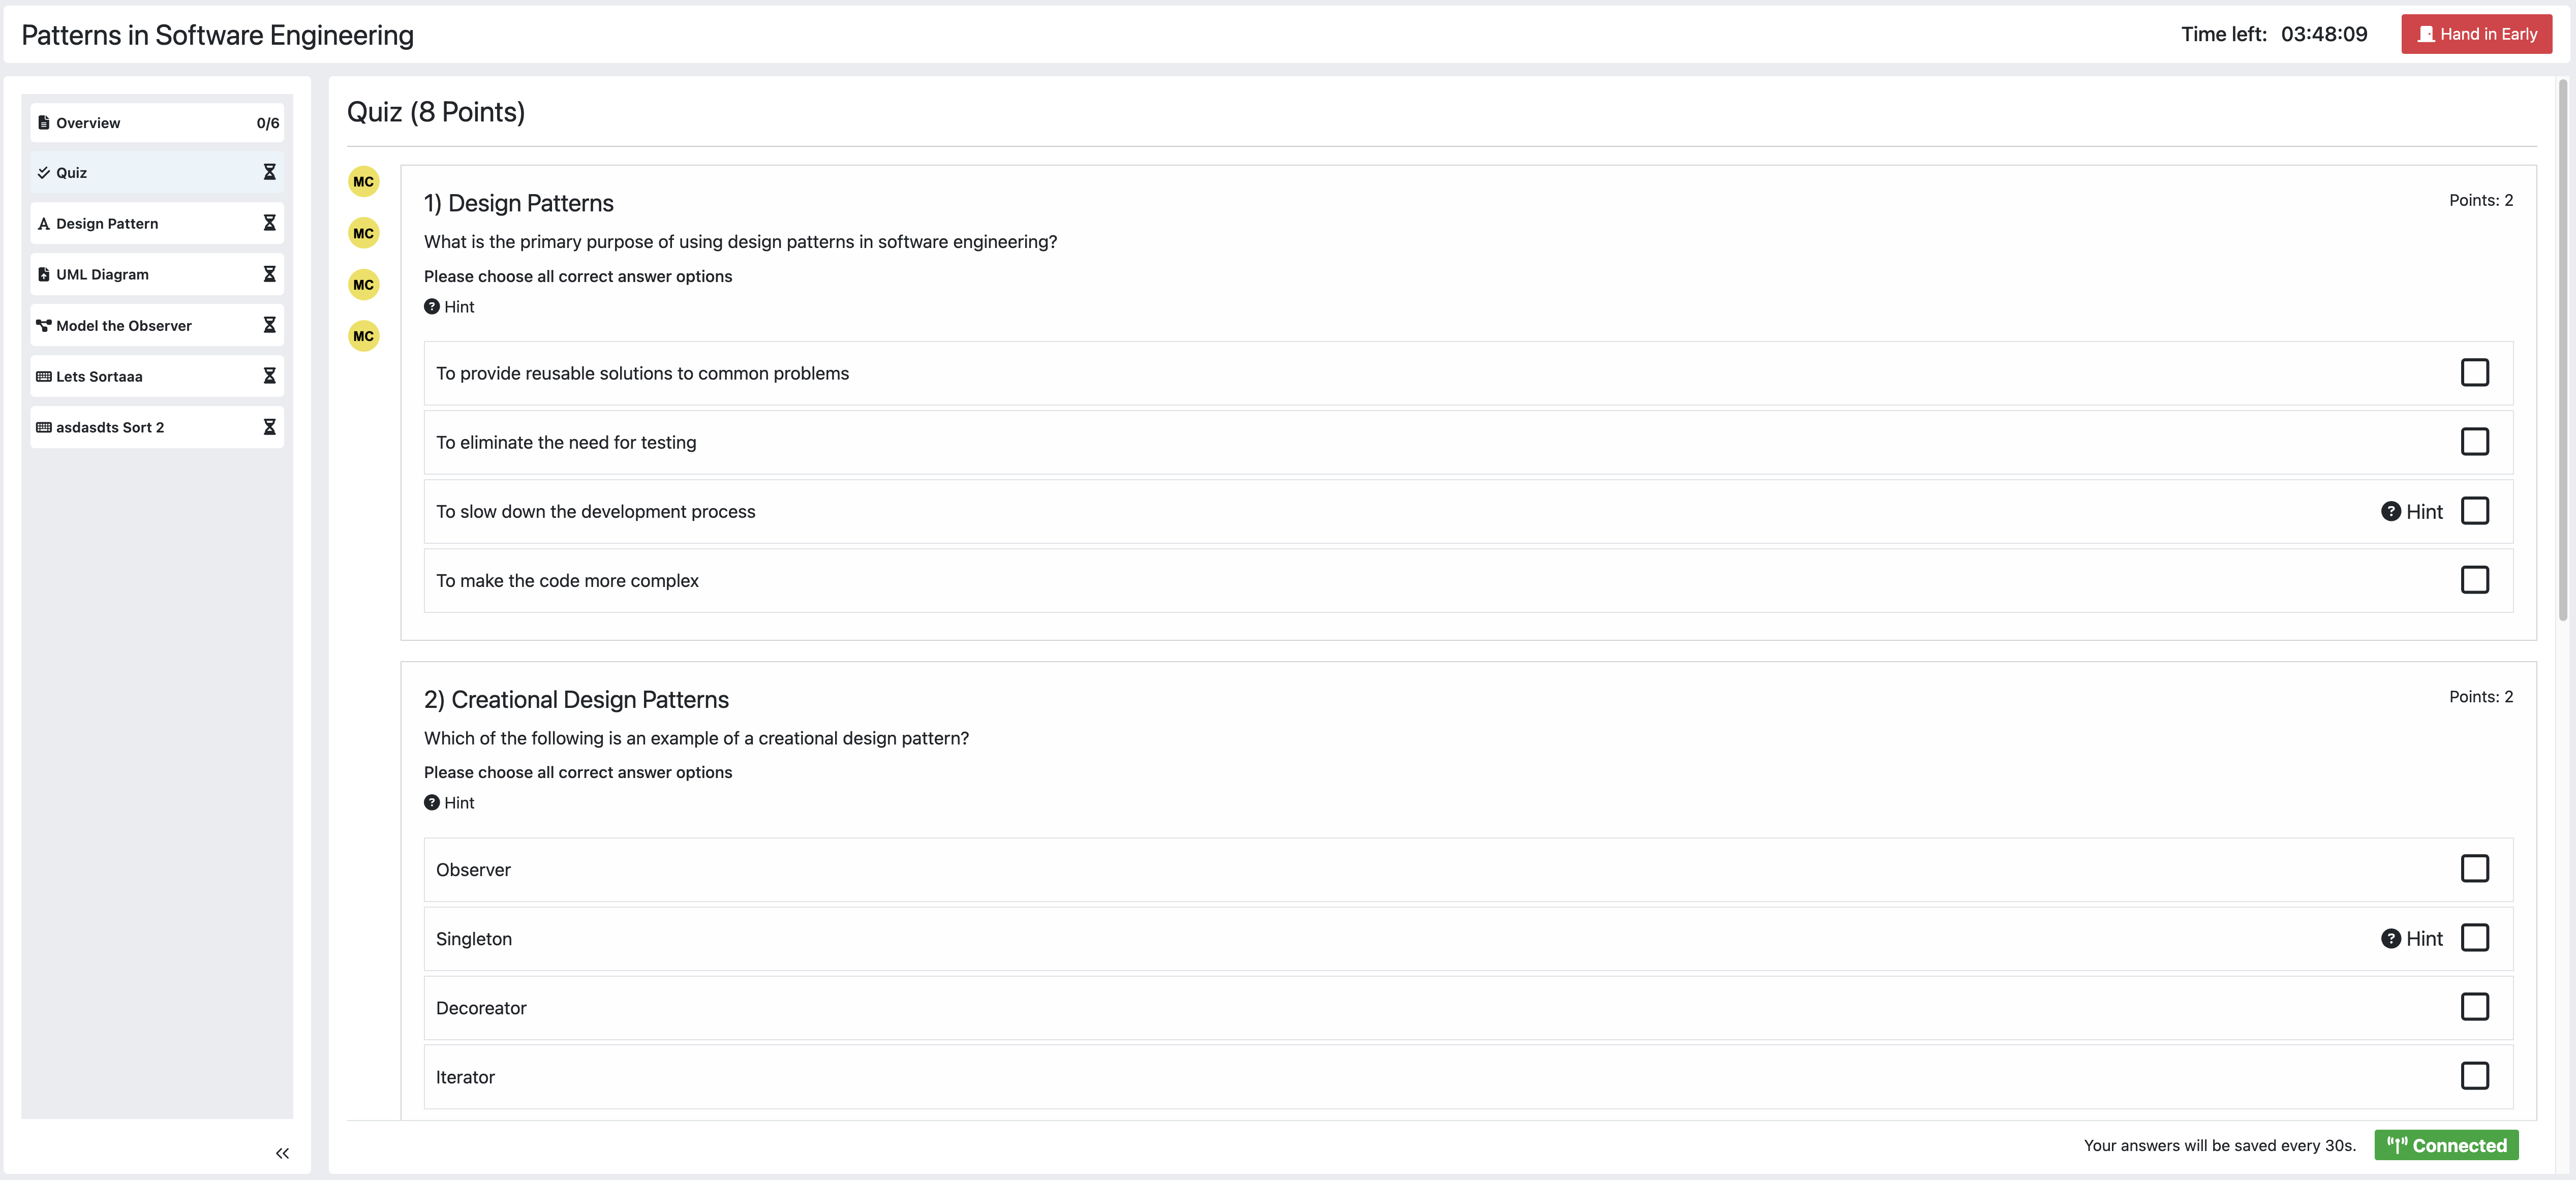 Patterns in Software Engineering
Time left: 03:48:09
Hand in Early
Overview 0/6
Quiz
Design Pattern
UML Diagram
Model the Observer
Lets Sortaaa
asdasdts Sort 2
Quiz (8 Points)
MC
MC
MC
MC
1) Design Patterns
Points: 2
What is the primary purpose of using design patterns in software engineering?
Please choose all correct answer options
? Hint
To provide reusable solutions to common problems
To eliminate the need for testing
To slow down the development process
? Hint
To make the code more complex
2) Creational Design Patterns
Points: 2
Which of the following is an example of a creational design pattern?
Please choose all correct answer options
? Hint
Observer
Singleton
? Hint
Decoreator
Iterator
Your answers will be saved every 30s.
Connected